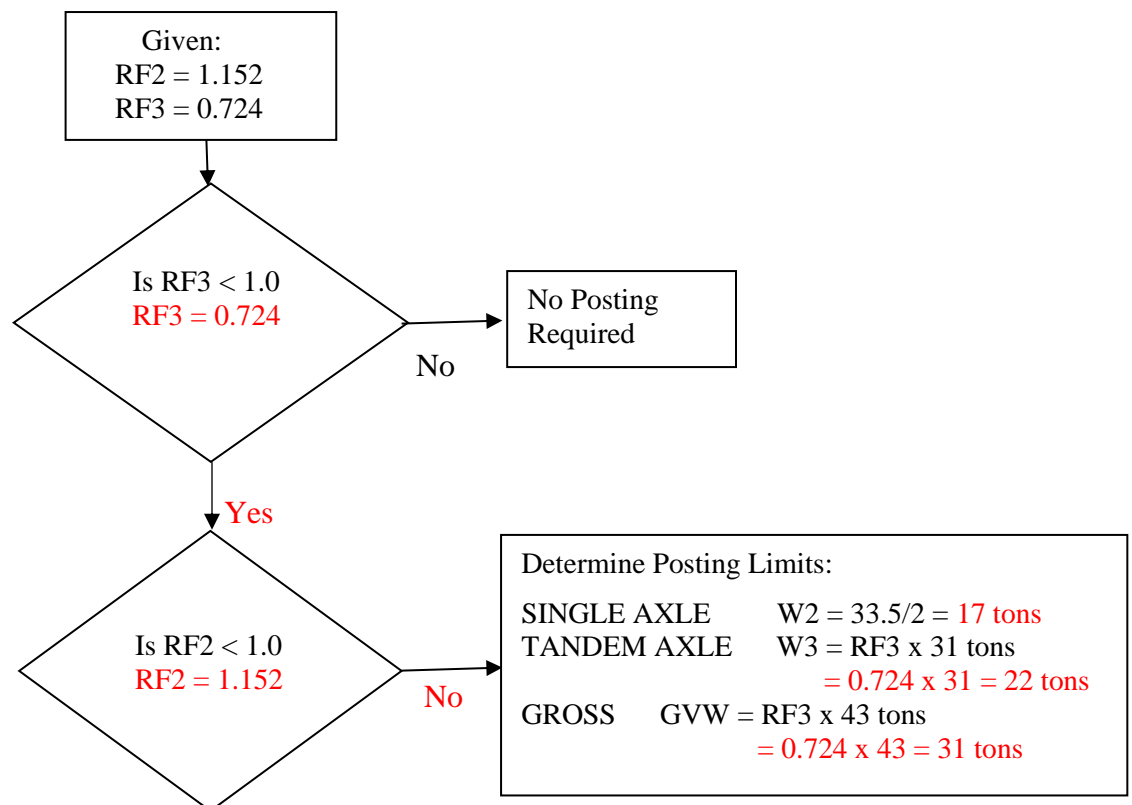 Given:
RF2 = 1.152
RF3 = 0.724
Is RF3 < 1.0
RF3 = 0.724
No Posting
Required
No
Yes
Is RF2 < 1.0
RF2 = 1.152
No
Determine Posting Limits:
SINGLE AXLE W2 = 33.5/2 = 17 tons
TANDEM AXLE W3 = RF3 x 31 tons
= 0.724 x 31 = 22 tons
GROSS GVW = RF3 x 43 tons
= 0.724 x 43 = 31 tons